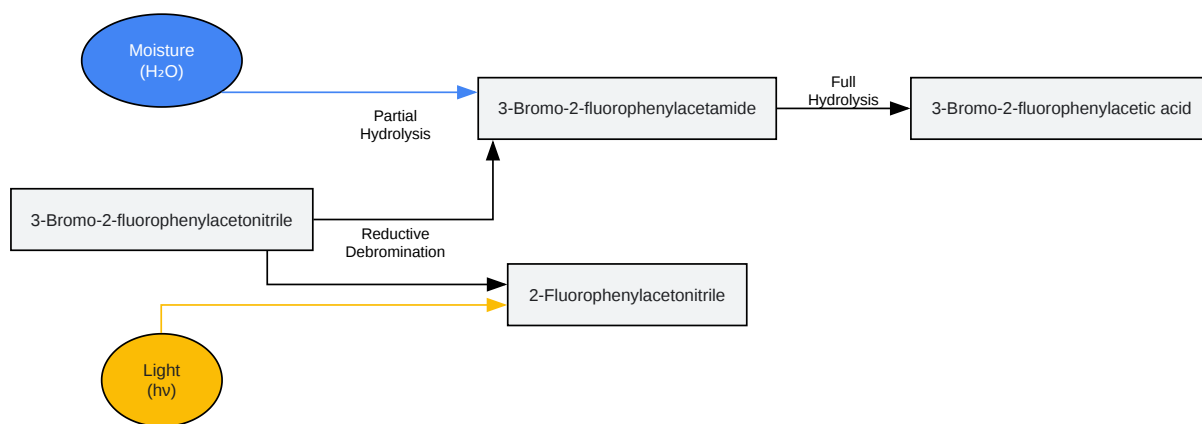 Moisture
(H₂O)
Partial
Hydrolysis
3-Bromo-2-fluorophenylacetamide
Full
Hydrolysis
3-Bromo-2-fluorophenylacetic acid
3-Bromo-2-fluorophenylacetonitrile
Reductive
Debromination
2-Fluorophenylacetonitrile
Light
(hν)